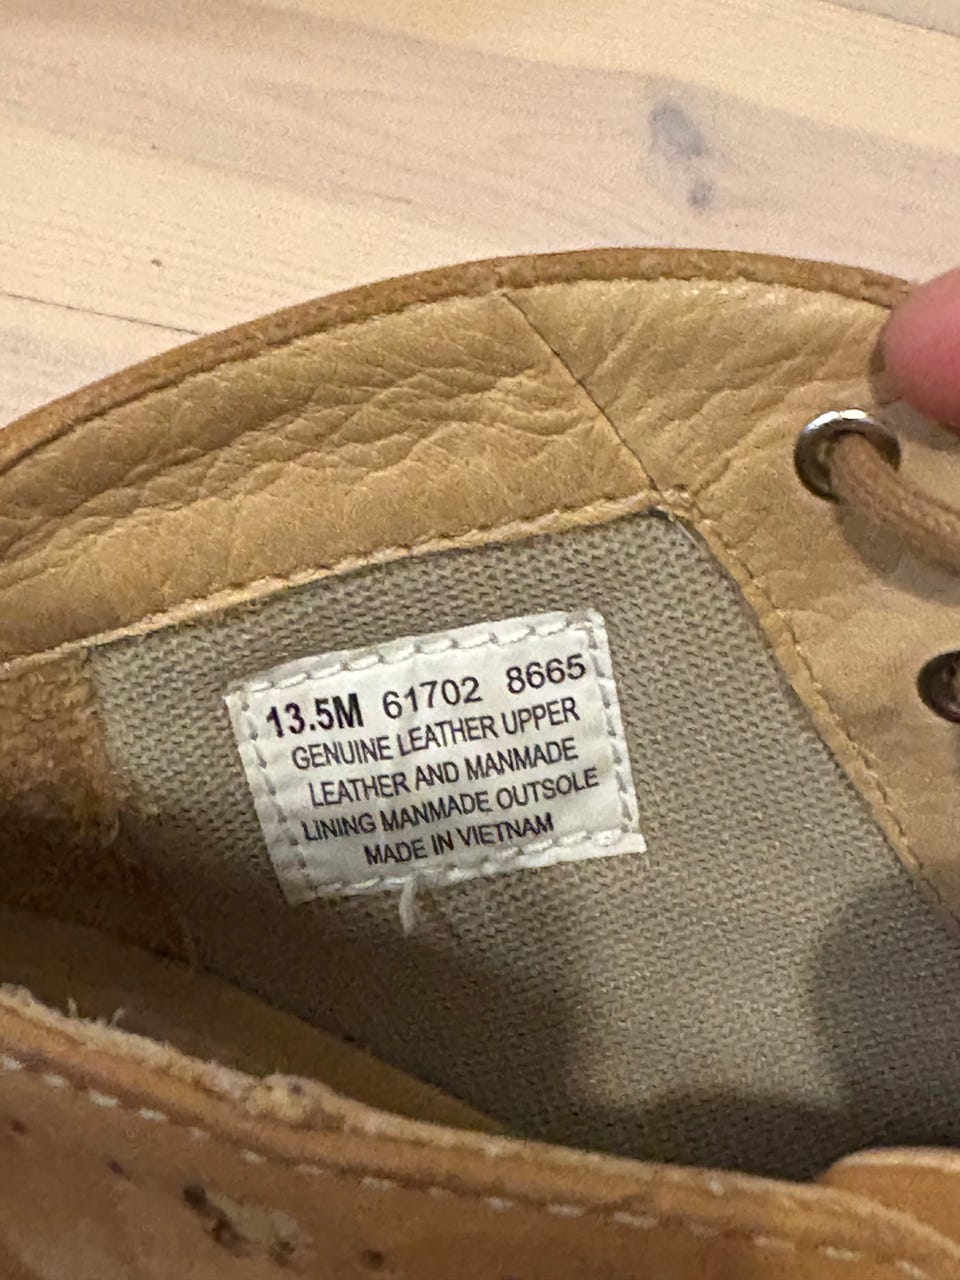 13.5M 61702 8665
GENUINE LEATHER UPPER
LEATHER AND MANMADE
LINING MANMADE OUTSOLE
MADE IN VIETNAM